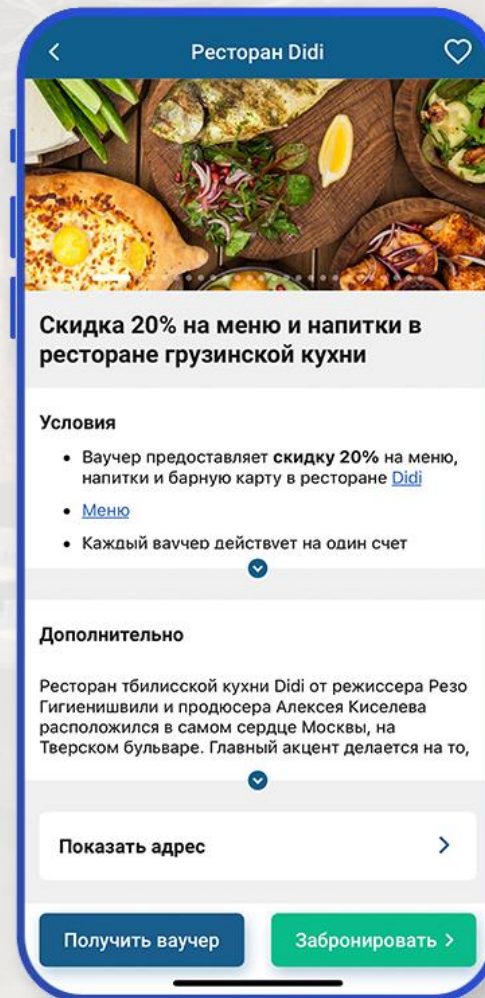 Ресторан Didi
Скидка 20% на меню и напитки в
ресторане грузинской кухни
Условия
• Ваучер предоставляет скидку 20% на меню,
напитки и барную карту в ресторане Didi
• Меню
• Каждый ваучер действует на один счет
Дополнительно
Ресторан тбилисской кухни Didi от режиссера Резо
Гигиенишвили и продюсера Алексея Киселева
расположился в самом сердце Москвы, на
Тверском бульваре. Главный акцент делается на то,
Показать адрес
Получить ваучер
Забронировать